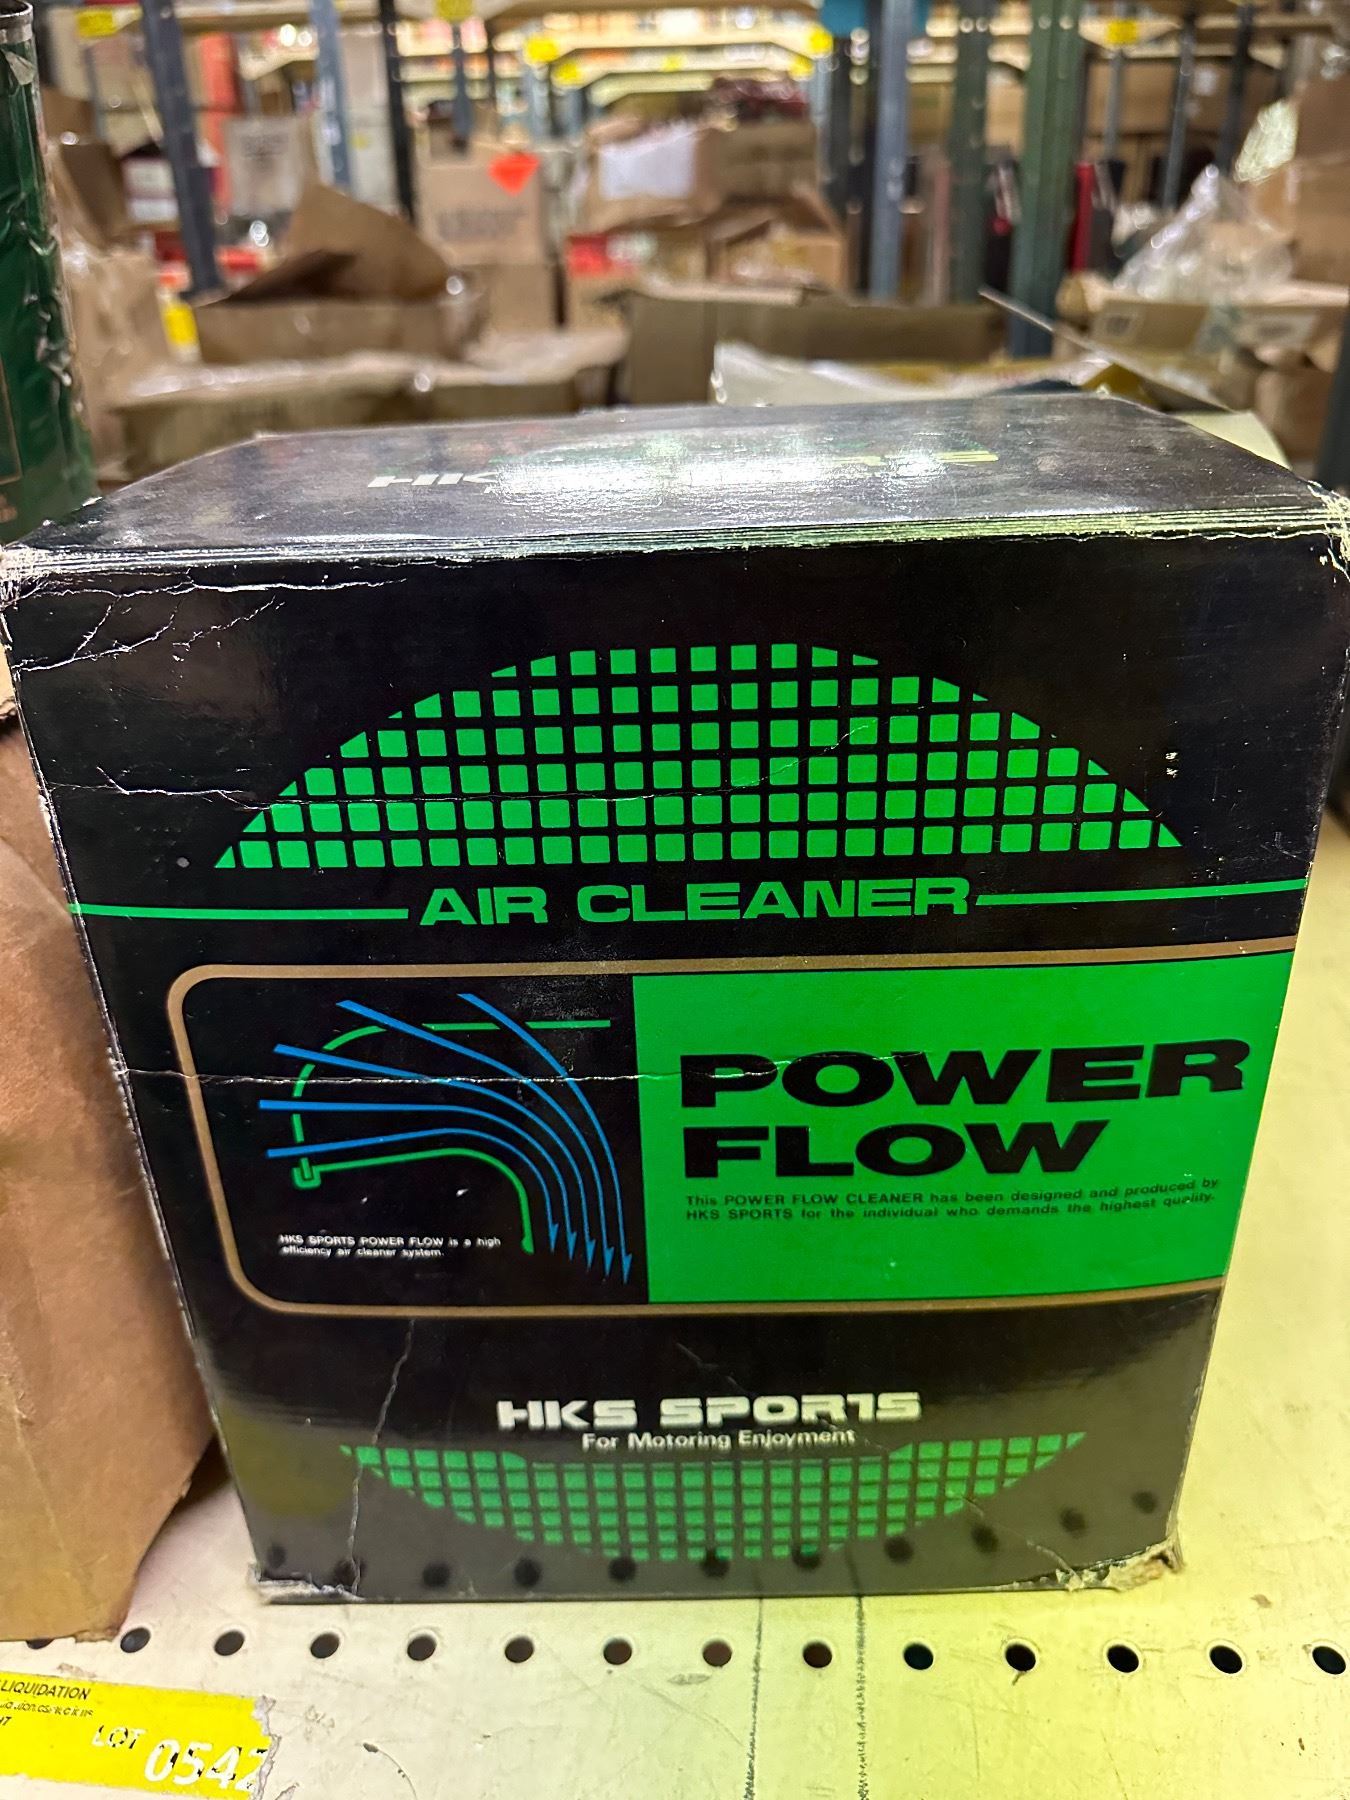 HKS
AIR CLEANER
POWER
FLOW
This POWER FLOW CLEANER has been designed and produced by
HKS SPORTS for the individual who demands the highest quality.
HKS SPORTS POWER FLOW is a high
efficiency air cleaner system.
HKS SPORTS
For Motoring Enjoyment
LIQUIDATION
LOT 0542